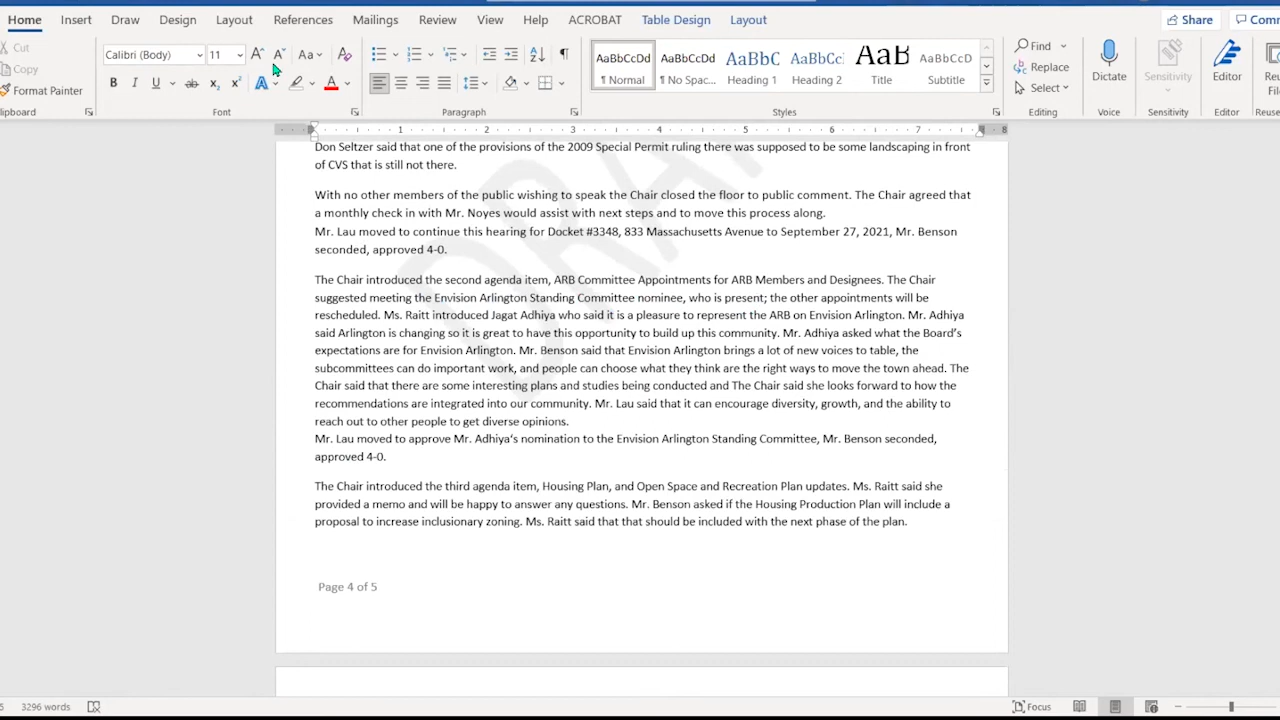 Home Insert Draw Design Layout References Mailings Review View Help ACROBAT Table Design Layout Share
Cut Calibri (Body) 11 Aa AaBbCcDd AaBbCcDd AaBbC AaBbCc AaB AaBbCcD Find
Copy Normal No Spac... Heading 1 Heading 2 Title Subtitle Replace Dictate Sensitivity Editor
Format Painter B I U ab x₂ x² A A Select
Font Paragraph Styles Editing Voice Sensitivity Editor
1 2 3 4 5 6 7 8
DRA
Don Seltzer said that one of the provisions of the 2009 Special Permit ruling there was supposed to be some landscaping in front
of CVS that is still not there.
With no other members of the public wishing to speak the Chair closed the floor to public comment. The Chair agreed that
a monthly check in with Mr. Noyes would assist with next steps and to move this process along.
Mr. Lau moved to continue this hearing for Docket #3348, 833 Massachusetts Avenue to September 27, 2021, Mr. Benson
seconded, approved 4-0.
The Chair introduced the second agenda item, ARB Committee Appointments for ARB Members and Designees. The Chair
suggested meeting the Envision Arlington Standing Committee nominee, who is present; the other appointments will be
rescheduled. Ms. Raitt introduced Jagat Adhiya who said it is a pleasure to represent the ARB on Envision Arlington. Mr. Adhiya
said Arlington is changing so it is great to have this opportunity to build up this community. Mr. Adhiya asked what the Board's
expectations are for Envision Arlington. Mr. Benson said that Envision Arlington brings a lot of new voices to table, the
subcommittees can do important work, and people can choose what they think are the right ways to move the town ahead. The
Chair said that there are some interesting plans and studies being conducted and The Chair said she looks forward to how the
recommendations are integrated into our community. Mr. Lau said that it can encourage diversity, growth, and the ability to
reach out to other people to get diverse opinions.
Mr. Lau moved to approve Mr. Adhiya's nomination to the Envision Arlington Standing Committee, Mr. Benson seconded,
approved 4-0.
The Chair introduced the third agenda item, Housing Plan, and Open Space and Recreation Plan updates. Ms. Raitt said she
provided a memo and will be happy to answer any questions. Mr. Benson asked if the Housing Production Plan will include a
proposal to increase inclusionary zoning. Ms. Raitt said that that should be included with the next phase of the plan.
Page 4 of 5
3296 words Focus